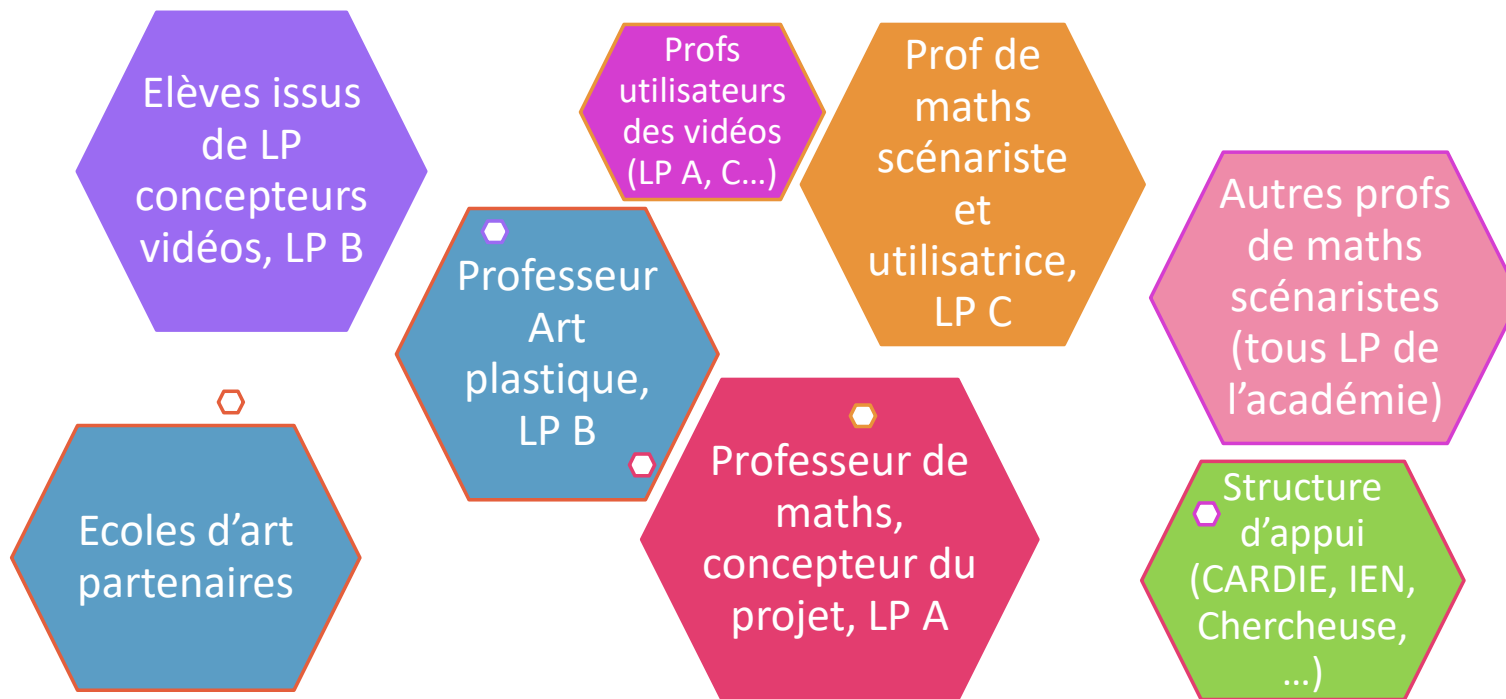 Elèves issus
de LP
concepteurs
vidéos, LP B
Profs
utilisateurs
des vidéos
(LP A, C…)
Prof de
maths
scénariste
et
utilisatrice,
LP C
Autres profs
de maths
scénaristes
(tous LP de
l’académie)
Professeur
Art
plastique,
LP B
Ecoles d’art
partenaires
Professeur de
maths,
concepteur du
projet, LP A
Structure
d’appui
(CARDIE, IEN,
Chercheuse,
…)